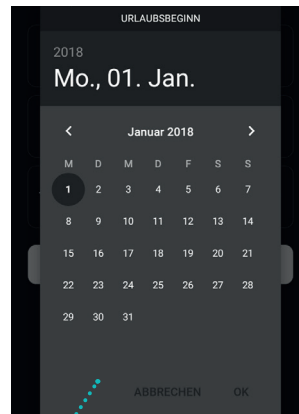 URLAUBSBEGINN
2018
Mo., 01. Jan.
Januar 2018
M D M D F S S
1 2 3 4 5 6 7
8 9 10 11 12 13 14
15 16 17 18 19 20 21
22 23 24 25 26 27 28
29 30 31
ABBRECHEN OK